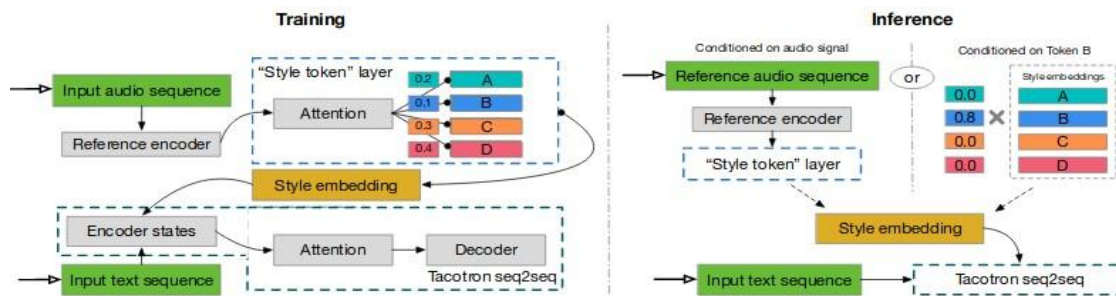 Training
"Style token" layer
Input audio sequence
Reference encoder
Attention
0.2
A
0.1
B
0.3
C
0.4
D
Style embedding
Encoder states
Attention
Decoder
Tacotron seq2seq
Input text sequence
Inference
Conditioned on audio signal
Reference audio sequence
Reference encoder
"Style token" layer
or
Conditioned on Token B
Style embeddings
0.0
A
0.8
B
0.0
C
0.0
D
Style embedding
Input text sequence
Tacotron seq2seq